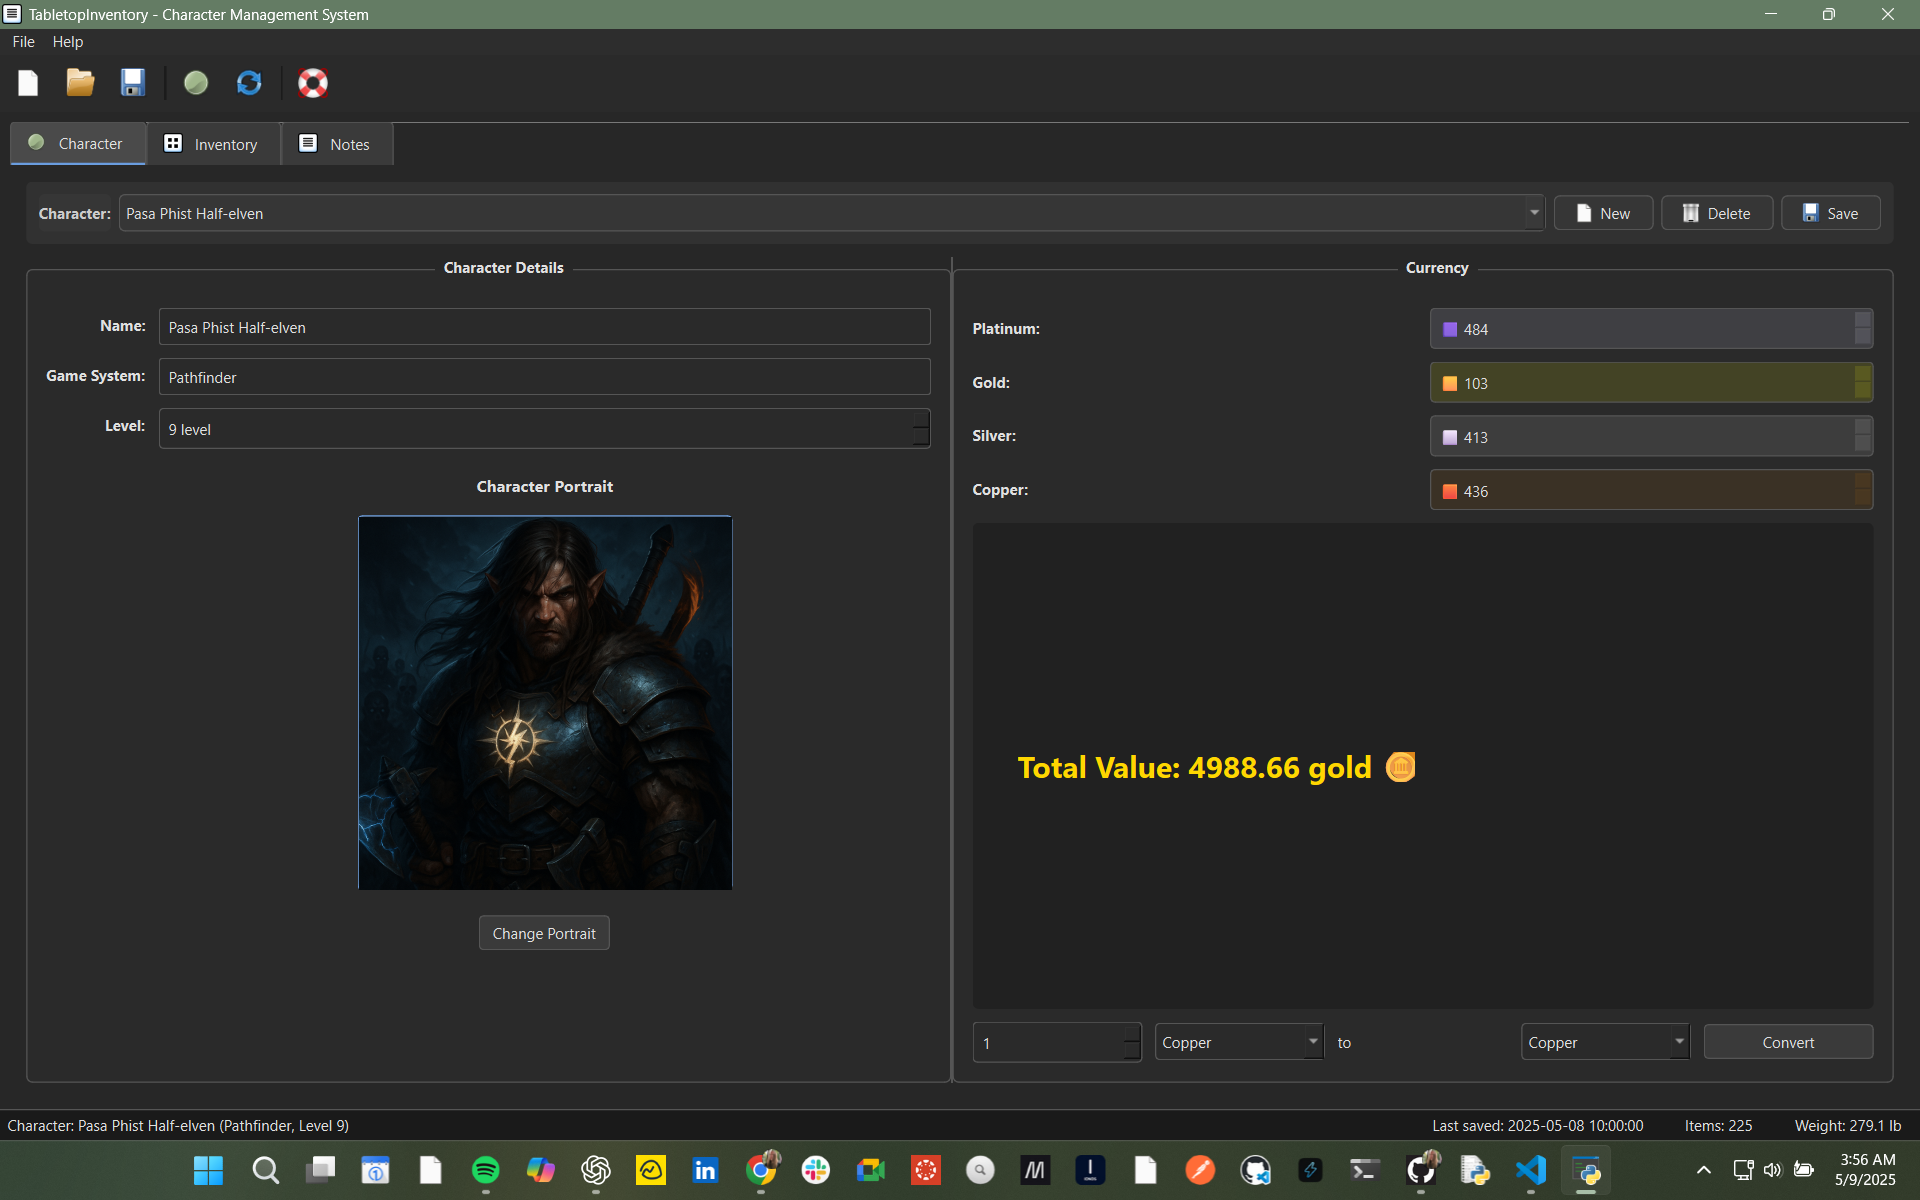 TabletopInventory - Character Management System
File Help
Character Inventory Notes
Character: Pasa Phist Half-elven New Delete Save
Character Details
Name: Pasa Phist Half-elven
Game System: Pathfinder
Level: 9 level
Character Portrait
Change Portrait
Currency
Platinum: 484
Gold: 103
Silver: 413
Copper: 436
Total Value: 4988.66 gold
1 Copper to Copper Convert
Character: Pasa Phist Half-elven (Pathfinder, Level 9) Last saved: 2025-05-08 10:00:00 Items: 225 Weight: 279.1 lb
3:56 AM
5/9/2025